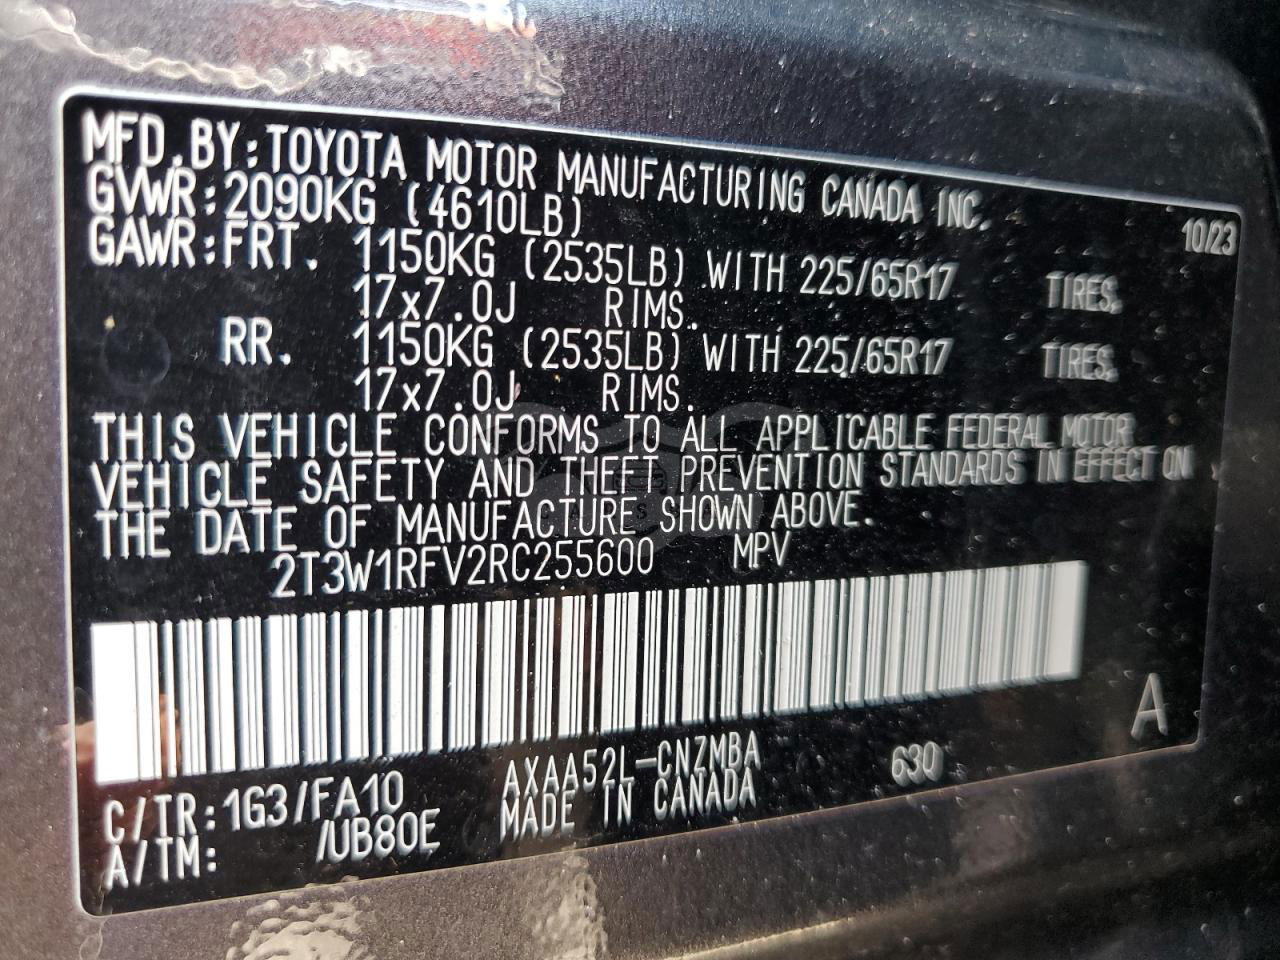 MFD.BY:TOYOTA MOTOR MANUFACTURING CANADA INC.
10/23
GVWR:2090KG (4610LB)
GAWR:FRT. 1150KG (2535LB) WITH 225/65R17 TIRES,
17x7.0J RIMS.
RR. 1150KG (2535LB) WITH 225/65R17 TIRES,
17x7.0J RIMS.
THIS VEHICLE CONFORMS TO ALL APPLICABLE FEDERAL MOTOR
VEHICLE SAFETY AND THEFT PREVENTION STANDARDS IN EFFECT ON
THE DATE OF MANUFACTURE SHOWN ABOVE.
2T3W1RFV2RC255600 MPV
A
C/TR:1G3/FA10 AXAA52L-CNZMBA 630
A/TM: /UB80E MADE IN CANADA